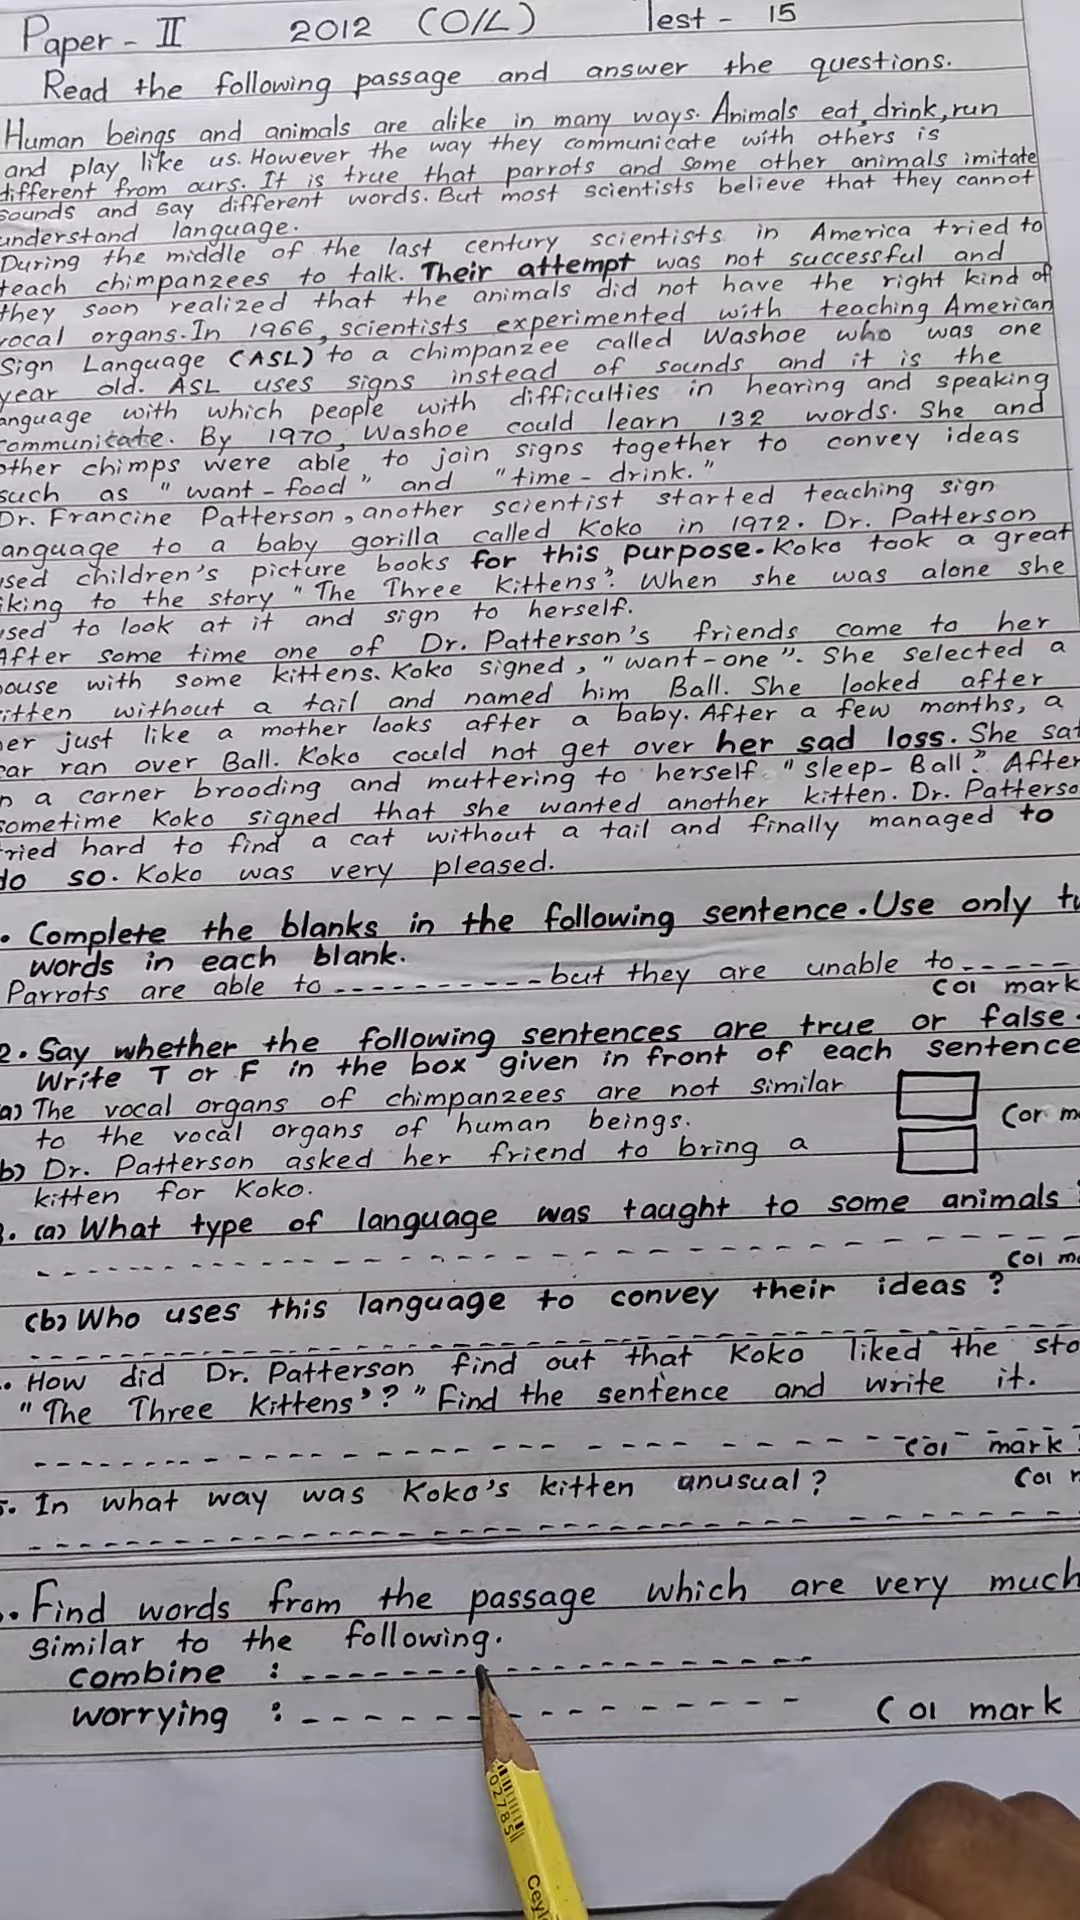 Paper - II 2012 (O/L) Test - 15
Read the following passage and answer the questions.
Human beings and animals are alike in many ways. Animals eat, drink, run
and play like us. However the way they communicate with others is
different from ours. It is true that parrots and some other animals imitate
sounds and say different words. But most scientists believe that they cannot
understand language.
During the middle of the last century scientists in America tried to
teach chimpanzees to talk. Their attempt was not successful and
they soon realized that the animals did not have the right kind of
vocal organs. In 1966, scientists experimented with teaching American
Sign Language (ASL) to a chimpanzee called Washoe who was one
year old. ASL uses signs instead of sounds and it is the
anguage with which people with difficulties in hearing and speaking
communicate. By 1970, Washoe could learn 132 words. She and
other chimps were able to join signs together to convey ideas
such as "want-food" and "time-drink."
Dr. Francine Patterson, another scientist started teaching sign
anguage to a baby gorilla called Koko in 1972. Dr. Patterson
used children's picture books for this purpose. Koko took a great
iking to the story "The Three Kittens". When she was alone she
used to look at it and sign to herself.
After some time one of Dr. Patterson's friends came to her
ouse with some kittens. Koko signed, "want-one". She selected a
itten without a tail and named him Ball. She looked after
er just like a mother looks after a baby. After a few months, a
car ran over Ball. Koko could not get over her sad loss. She sat
n a corner brooding and muttering to herself "Sleep-Ball". After
sometime Koko signed that she wanted another kitten. Dr. Patterso
ried hard to find a cat without a tail and finally managed to
do so. Koko was very pleased.
. Complete the blanks in the following sentence. Use only tw
words in each blank.
Parrots are able to ---------- but they are unable to -----
(01 mark
2. Say whether the following sentences are true or false.
Write T or F in the box given in front of each sentence
a) The vocal organs of chimpanzees are not similar
to the vocal organs of human beings. (01 ma
b) Dr. Patterson asked her friend to bring a
kitten for Koko.
3. (a) What type of language was taught to some animals ?
(01 ma
(b) Who uses this language to convey their ideas ?
. How did Dr. Patterson find out that Koko liked the sto
"The Three Kittens'?" Find the sentence and write it.
(01 mark
5. In what way was Koko's kitten unusual? (01 m
. Find words from the passage which are very much
similar to the following.
combine : --------------------
worrying : -------------- (01 mark
02785
Ceyl